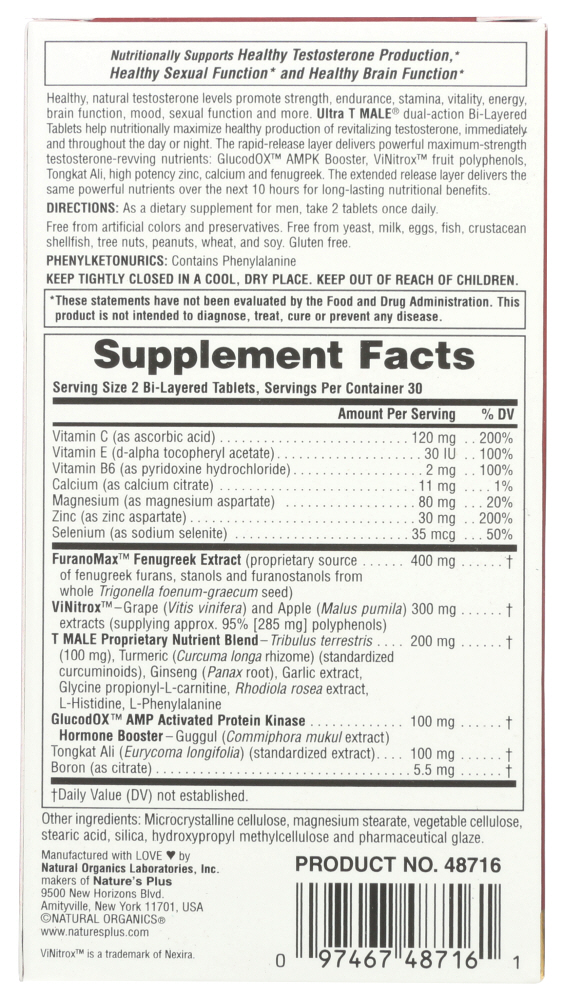 Nutritionally Supports Healthy Testosterone Production,*
Healthy Sexual Function* and Healthy Brain Function*
Healthy, natural testosterone levels promote strength, endurance, stamina, vitality, energy,
brain function, mood, sexual function and more. Ultra T MALE® dual-action Bi-Layered
Tablets help nutritionally maximize healthy production of revitalizing testosterone, immediately
and throughout the day or night. The rapid-release layer delivers powerful maximum-strength
testosterone-revving nutrients: GlucodOX™ AMPK Booster, ViNitrox™ fruit polyphenols,
Tongkat Ali, high potency zinc, calcium and fenugreek. The extended release layer delivers the
same powerful nutrients over the next 10 hours for long-lasting nutritional benefits.
DIRECTIONS: As a dietary supplement for men, take 2 tablets once daily.
Free from artificial colors and preservatives. Free from yeast, milk, eggs, fish, crustacean
shellfish, tree nuts, peanuts, wheat, and soy. Gluten free.
PHENYLKETONURICS: Contains Phenylalanine
KEEP TIGHTLY CLOSED IN A COOL, DRY PLACE. KEEP OUT OF REACH OF CHILDREN.
*These statements have not been evaluated by the Food and Drug Administration. This
product is not intended to diagnose, treat, cure or prevent any disease.
Supplement Facts
Serving Size 2 Bi-Layered Tablets, Servings Per Container 30
Amount Per Serving % DV
Vitamin C (as ascorbic acid) 120 mg 200%
Vitamin E (d-alpha tocopheryl acetate) 30 IU 100%
Vitamin B6 (as pyridoxine hydrochloride) 2 mg 100%
Calcium (as calcium citrate) 11 mg 1%
Magnesium (as magnesium aspartate) 80 mg 20%
Zinc (as zinc aspartate) 30 mg 200%
Selenium (as sodium selenite) 35 mcg 50%
FuranoMax™ Fenugreek Extract (proprietary source 400 mg †
of fenugreek furans, stanols and furanostanols from
whole Trigonella foenum-graecum seed)
ViNitrox™–Grape (Vitis vinifera) and Apple (Malus pumila) 300 mg †
extracts (supplying approx. 95% [285 mg] polyphenols)
T MALE Proprietary Nutrient Blend–Tribulus terrestris 200 mg †
(100 mg), Turmeric (Curcuma longa rhizome) (standardized
curcuminoids), Ginseng (Panax root), Garlic extract,
Glycine propionyl-L-carnitine, Rhodiola rosea extract,
L-Histidine, L-Phenylalanine
GlucodOX™ AMP Activated Protein Kinase 100 mg †
Hormone Booster–Guggul (Commiphora mukul extract)
Tongkat Ali (Eurycoma longifolia) (standardized extract) 100 mg †
Boron (as citrate) 5.5 mg †
†Daily Value (DV) not established.
Other ingredients: Microcrystalline cellulose, magnesium stearate, vegetable cellulose,
stearic acid, silica, hydroxypropyl methylcellulose and pharmaceutical glaze.
Manufactured with LOVE ♥ by
Natural Organics Laboratories, Inc.
makers of Nature's Plus
9500 New Horizons Blvd.
Amityville, New York 11701, USA
©NATURAL ORGANICS®
www.naturesplus.com
ViNitrox™ is a trademark of Nexira.
PRODUCT NO. 48716
0 97467 48716 1